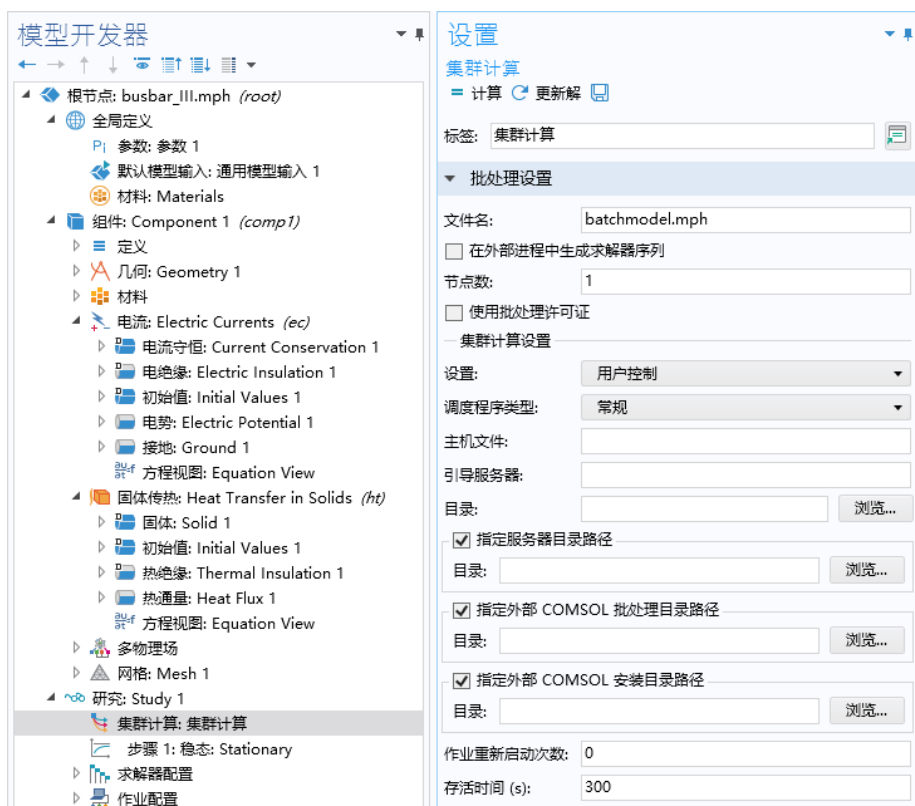 模型开发器
根节点: busbar_III.mph (root)
全局定义
Pi 参数: 参数 1
默认模型输入: 通用模型输入 1
材料: Materials
组件: Component 1 (comp1)
定义
几何: Geometry 1
材料
电流: Electric Currents (ec)
电流守恒: Current Conservation 1
电绝缘: Electric Insulation 1
初始值: Initial Values 1
电势: Electric Potential 1
接地: Ground 1
方程视图: Equation View
固体传热: Heat Transfer in Solids (ht)
固体: Solid 1
初始值: Initial Values 1
热绝缘: Thermal Insulation 1
热通量: Heat Flux 1
方程视图: Equation View
多物理场
网格: Mesh 1
研究: Study 1
集群计算: 集群计算
步骤 1: 稳态: Stationary
求解器配置
作业配置
设置
集群计算
= 计算 更新解
标签: 集群计算
批处理设置
文件名: batchmodel.mph
在外部进程中生成求解器序列
节点数: 1
使用批处理许可证
集群计算设置
设置: 用户控制
调度程序类型: 常规
主机文件:
引导服务器:
目录: 浏览...
指定服务器目录路径
目录: 浏览...
指定外部 COMSOL 批处理目录路径
目录: 浏览...
指定外部 COMSOL 安装目录路径
目录: 浏览...
作业重新启动次数: 0
存活时间 (s): 300